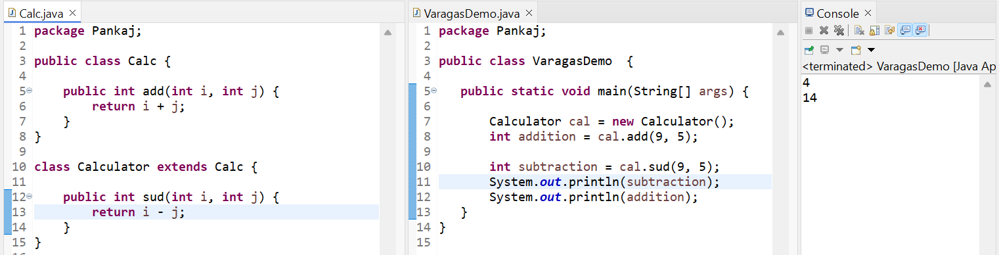 Calc.java
1 package Pankaj;
2
3 public class Calc {
4
5 public int add(int i, int j) {
6 return i + j;
7 }
8 }
9
10 class Calculator extends Calc {
11
12 public int sud(int i, int j) {
13 return i - j;
14 }
15 }
VaragasDemo.java
1 package Pankaj;
2
3 public class VaragasDemo {
4
5 public static void main(String[] args) {
6
7 Calculator cal = new Calculator();
8 int addition = cal.add(9, 5);
9
10 int subtraction = cal.sud(9, 5);
11 System.out.println(subtraction);
12 System.out.println(addition);
13 }
14 }
15
Console
<terminated> VaragasDemo [Java Ap
4
14